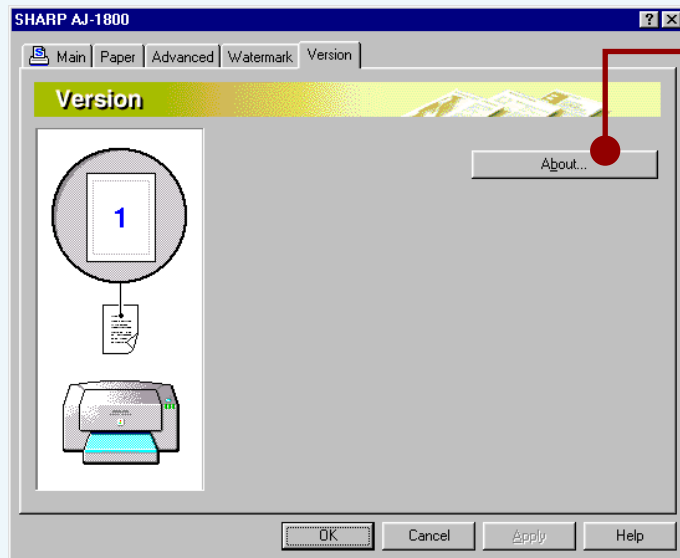 SHARP AJ-1800
Main Paper Advanced Watermark Version
Version
About...
1
OK Cancel Apply Help